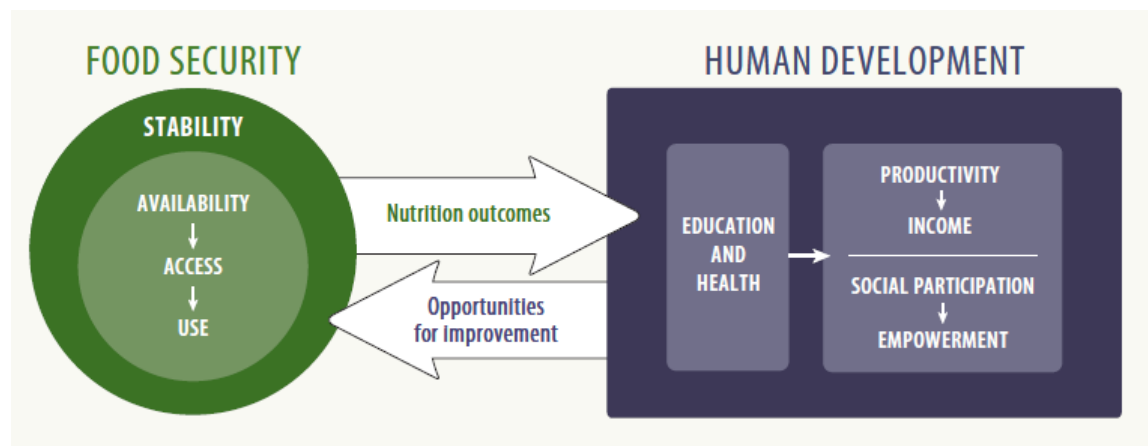 FOOD SECURITY
STABILITY
AVAILABILITY
ACCESS
USE
Nutrition outcomes
Opportunities
for improvement
HUMAN DEVELOPMENT
EDUCATION
AND
HEALTH
PRODUCTIVITY
INCOME
SOCIAL PARTICIPATION
EMPOWERMENT